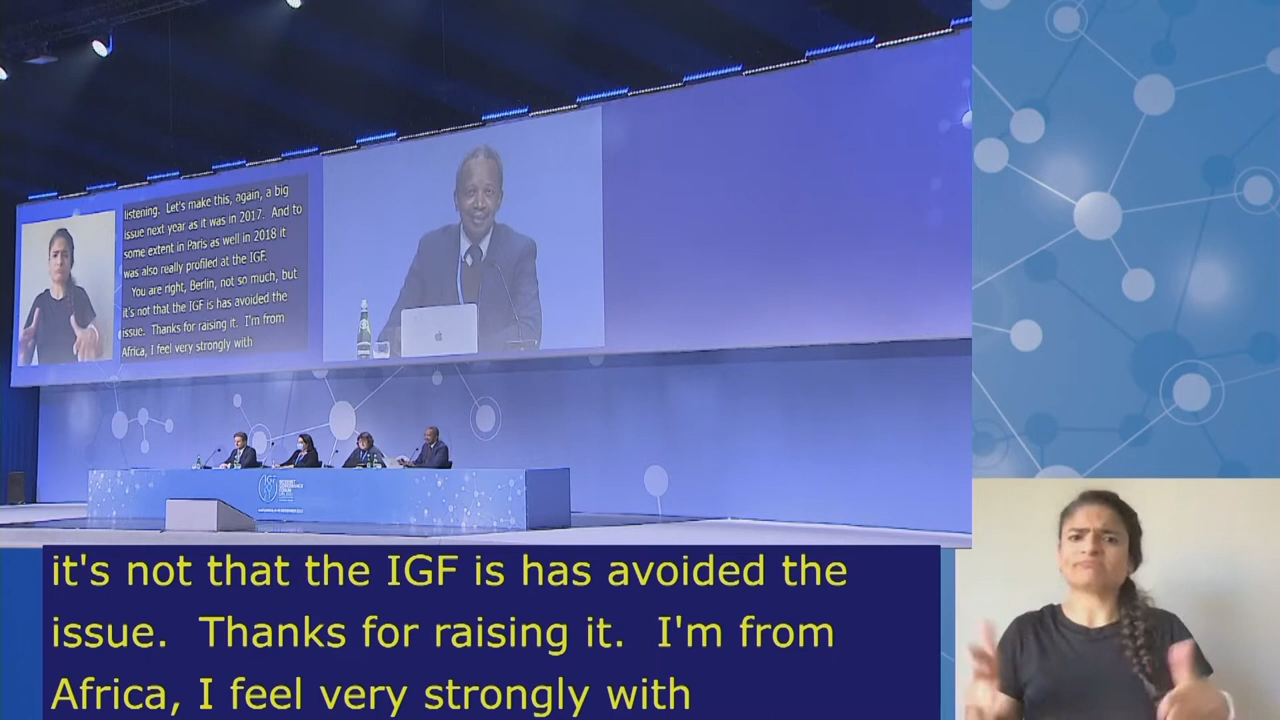 listening. Let's make this, again, a big
issue next year as it was in 2017. And to
some extent in Paris as well in 2018 it
was also really profiled at the IGF.
You are right, Berlin, not so much, but
it's not that the IGF is has avoided the
issue. Thanks for raising it. I'm from
Africa, I feel very strongly with
IGF
INTERNET
GOVERNANCE
FORUM
it's not that the IGF is has avoided the
issue. Thanks for raising it. I'm from
Africa, I feel very strongly with